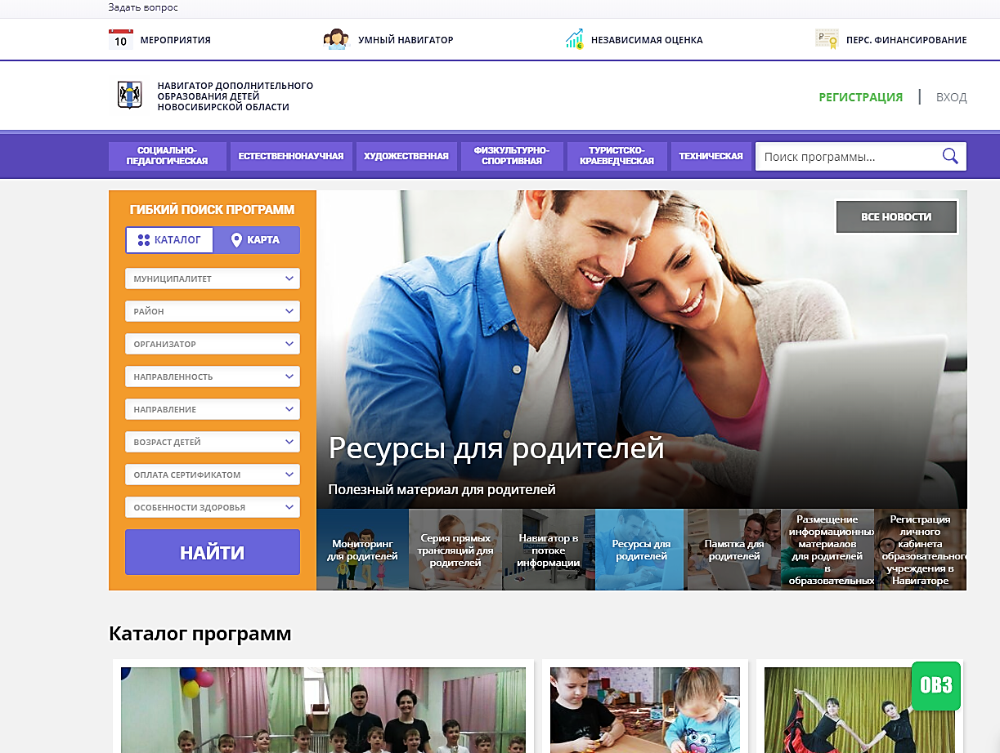 Задать вопрос
10 МЕРОПРИЯТИЯ
УМНЫЙ НАВИГАТОР
НЕЗАВИСИМАЯ ОЦЕНКА
ПЕРС. ФИНАНСИРОВАНИЕ
НАВИГАТОР ДОПОЛНИТЕЛЬНОГО
ОБРАЗОВАНИЯ ДЕТЕЙ
НОВОСИБИРСКОЙ ОБЛАСТИ
РЕГИСТРАЦИЯ
ВХОД
СОЦИАЛЬНО-
ПЕДАГОГИЧЕСКАЯ
ЕСТЕСТВЕННОНАУЧНАЯ
ХУДОЖЕСТВЕННАЯ
ФИЗКУЛЬТУРНО-
СПОРТИВНАЯ
ТУРИСТСКО-
КРАЕВЕДЧЕСКАЯ
ТЕХНИЧЕСКАЯ
Поиск программы...
ГИБКИЙ ПОИСК ПРОГРАММ
КАТАЛОГ
КАРТА
МУНИЦИПАЛИТЕТ
РАЙОН
ОРГАНИЗАТОР
НАПРАВЛЕННОСТЬ
НАПРАВЛЕНИЕ
ВОЗРАСТ ДЕТЕЙ
ОПЛАТА СЕРТИФИКАТОМ
ОСОБЕННОСТИ ЗДОРОВЬЯ
НАЙТИ
ВСЕ НОВОСТИ
Ресурсы для родителей
Полезный материал для родителей
Мониторинг
для родителей
Серия прямых
трансляций для
родителей
Навигатор в
потоке
информации
Ресурсы для
родителей
Памятка для
родителей
Размещение
информационных
материалов
для родителей
в
образовательных
Регистрация
личного
кабинета
образовательного
учреждения в
Навигаторе
Каталог программ
ОВЗ